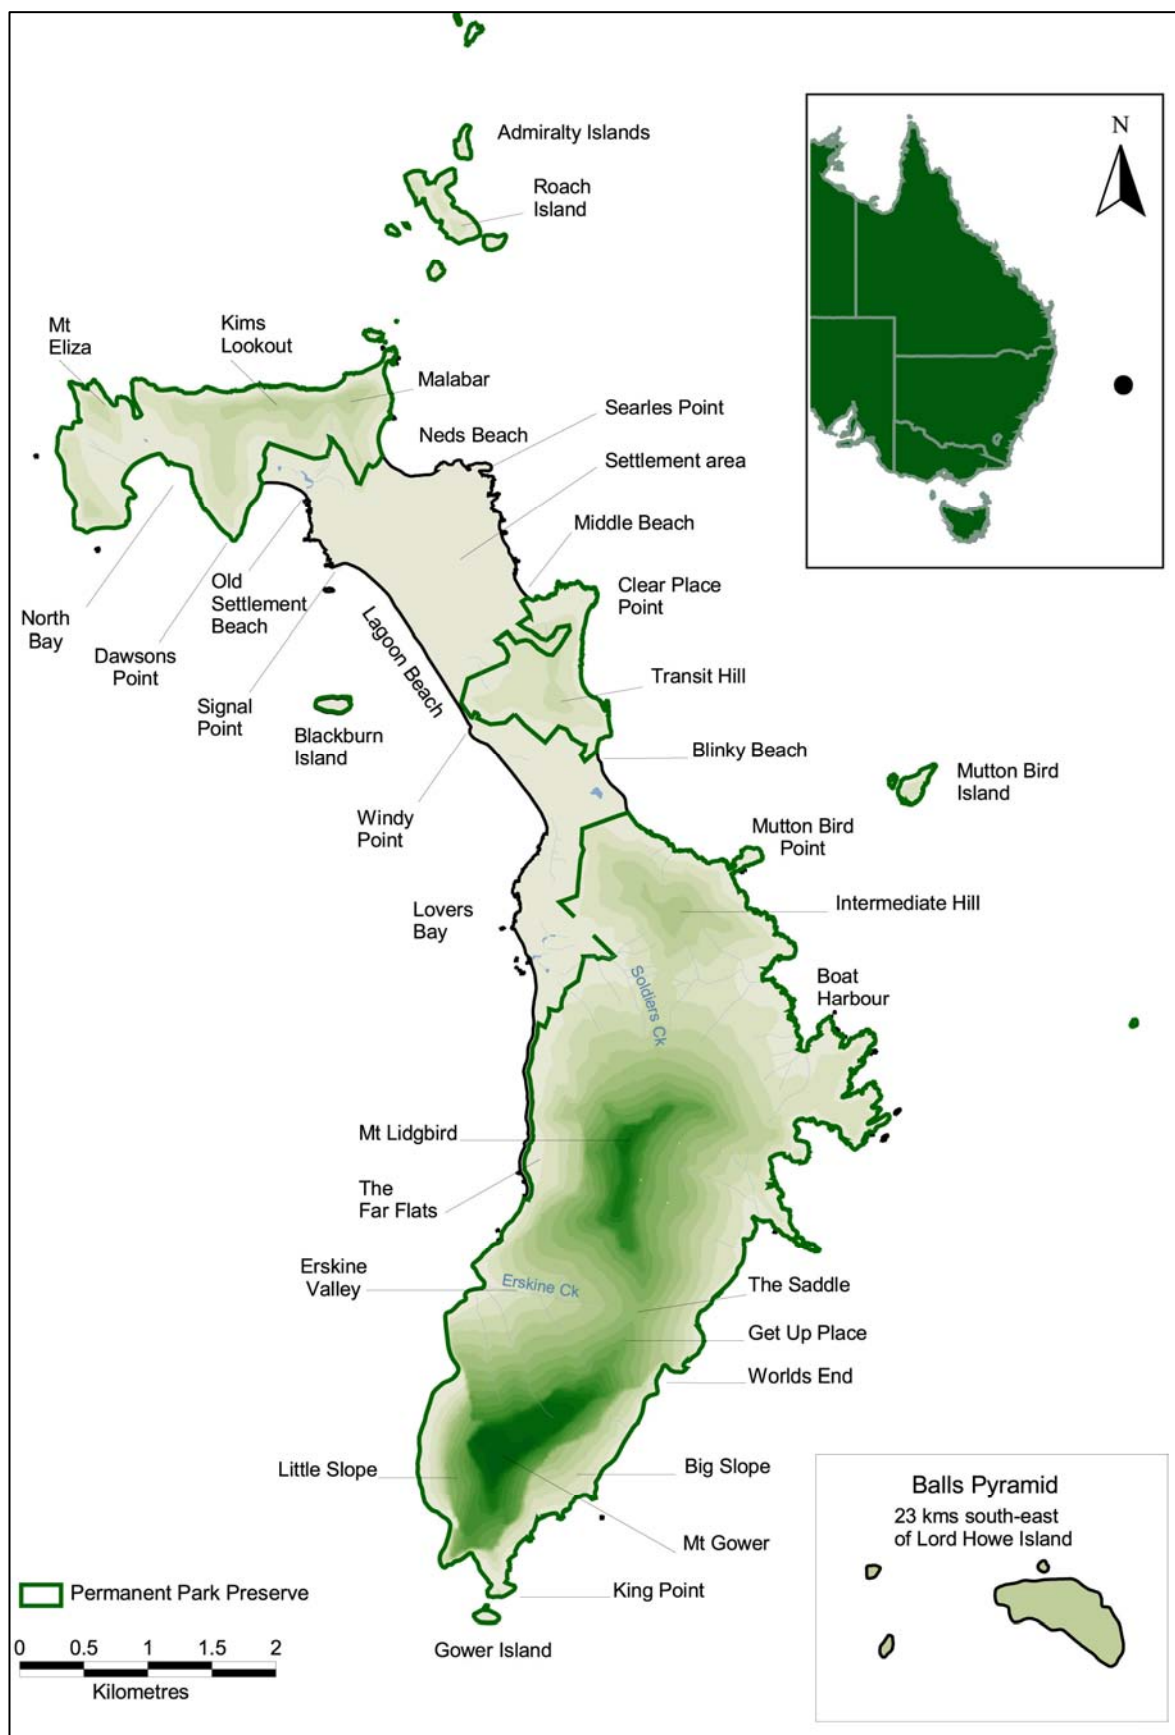 Admiralty Islands
Roach
Island
N
Mt
Eliza
Kims
Lookout
Malabar
Neds Beach
Searles Point
Settlement area
Middle Beach
Clear Place
Point
North
Bay
Dawsons
Point
Old
Settlement
Beach
Signal
Point
Lagoon Beach
Transit Hill
Blackburn
Island
Blinky Beach
Mutton Bird
Island
Windy
Point
Mutton Bird
Point
Intermediate Hill
Lovers
Bay
Soldiers Ck
Boat
Harbour
Mt Lidgbird
The
Far Flats
Erskine
Valley
Erskine Ck
The Saddle
Get Up Place
Worlds End
Little Slope
Big Slope
Mt Gower
King Point
Gower Island
Balls Pyramid
23 kms south-east
of Lord Howe Island
Permanent Park Preserve
0 0.5 1 1.5 2
Kilometres